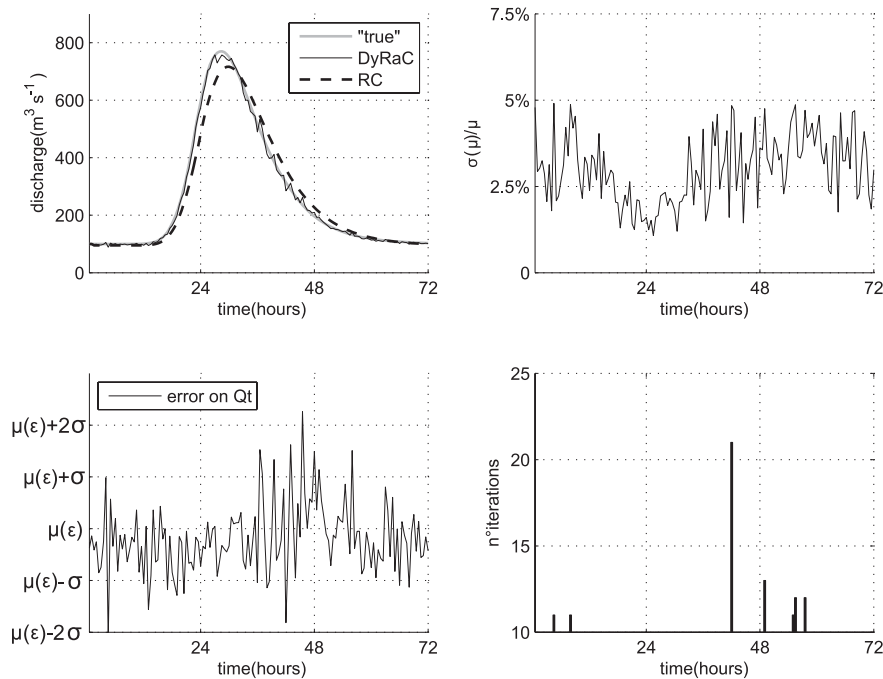 800
600
400
200
0
discharge(m³ s⁻¹)
"true"
DyRaC
RC
24
48
72
time(hours)
7.5%
5%
2.5%
0
σ(μ)/μ
24
48
72
time(hours)
error on Qt
μ(ε)+2σ
μ(ε)+σ
μ(ε)
μ(ε)-σ
μ(ε)-2σ
24
48
72
time(hours)
25
20
15
10
n°iterations
24
48
72
time(hours)